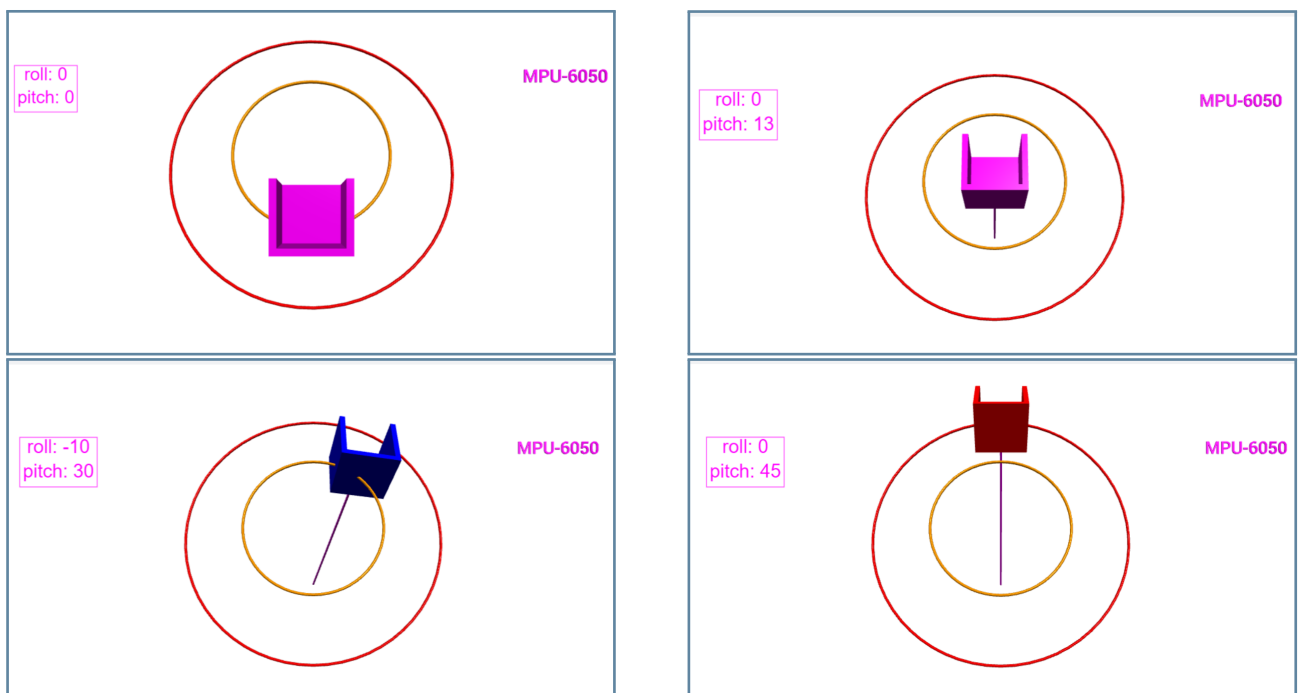 roll: 0
pitch: 0
MPU-6050
roll: 0
pitch: 13
MPU-6050
roll: -10
pitch: 30
MPU-6050
roll: 0
pitch: 45
MPU-6050